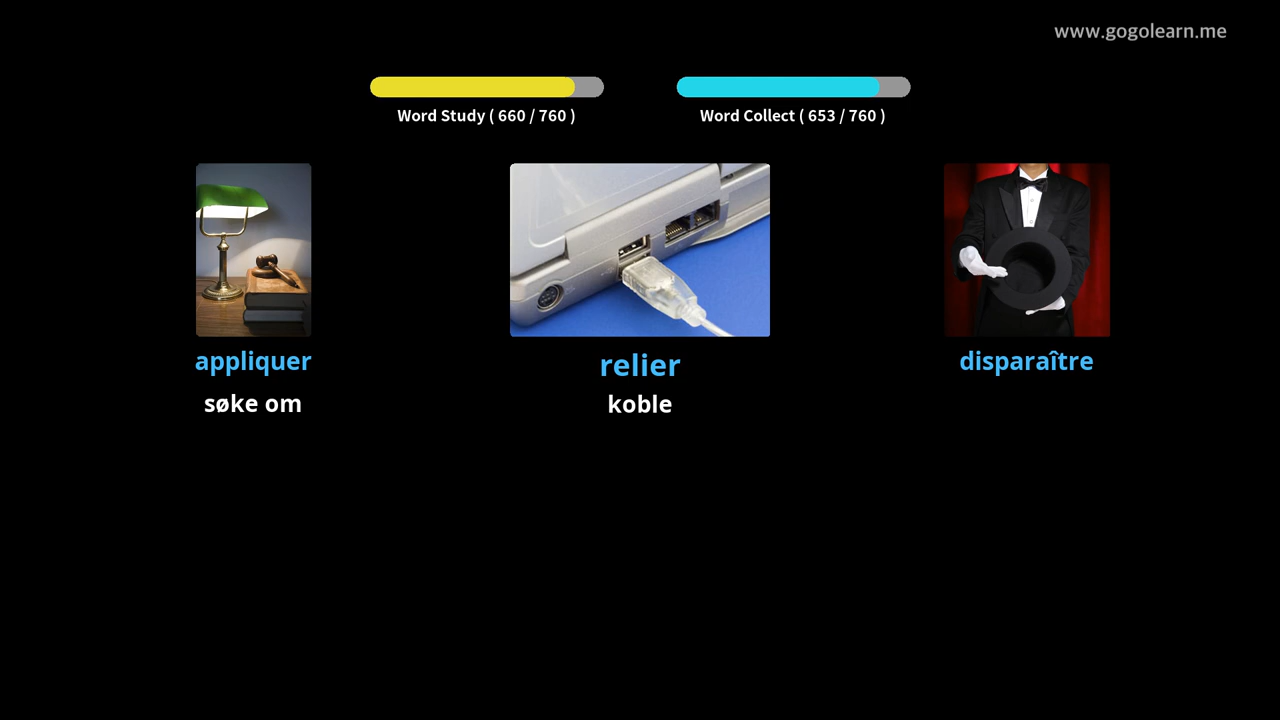 www.gogolearn.me
Word Study ( 660 / 760 )
Word Collect ( 653 / 760 )
appliquer
søke om
relier
koble
disparaître